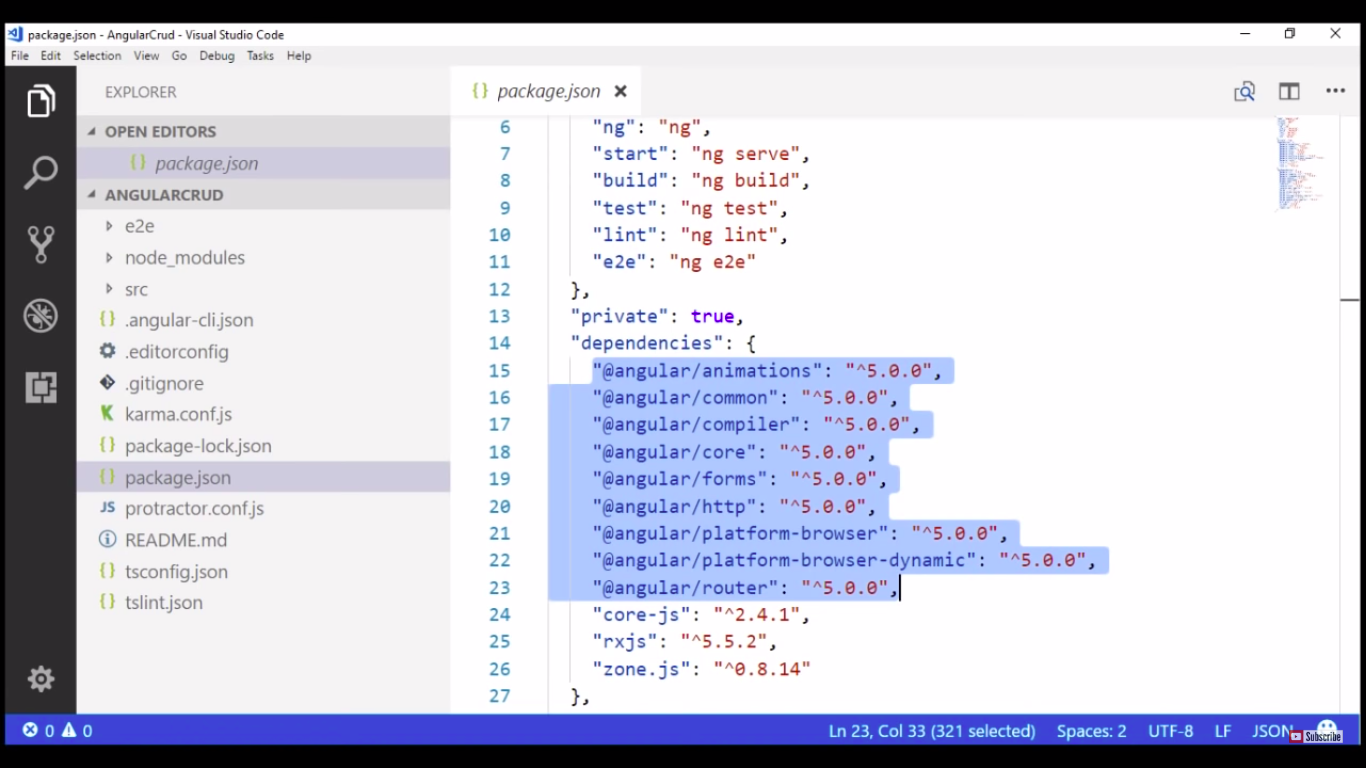 package.json - AngularCrud - Visual Studio Code
File Edit Selection View Go Debug Tasks Help
EXPLORER
OPEN EDITORS
{} package.json
ANGULARCRUD
e2e
node_modules
src
{} .angular-cli.json
.editorconfig
.gitignore
K karma.conf.js
{} package-lock.json
{} package.json
JS protractor.conf.js
README.md
{} tsconfig.json
{} tslint.json
{} package.json
6 "ng": "ng",
7 "start": "ng serve",
8 "build": "ng build",
9 "test": "ng test",
10 "lint": "ng lint",
11 "e2e": "ng e2e"
12 },
13 "private": true,
14 "dependencies": {
15 "@angular/animations": "^5.0.0",
16 "@angular/common": "^5.0.0",
17 "@angular/compiler": "^5.0.0",
18 "@angular/core": "^5.0.0",
19 "@angular/forms": "^5.0.0",
20 "@angular/http": "^5.0.0",
21 "@angular/platform-browser": "^5.0.0",
22 "@angular/platform-browser-dynamic": "^5.0.0",
23 "@angular/router": "^5.0.0",
24 "core-js": "^2.4.1",
25 "rxjs": "^5.5.2",
26 "zone.js": "^0.8.14"
27 },
0 0 Ln 23, Col 33 (321 selected) Spaces: 2 UTF-8 LF JSON
Subscribe